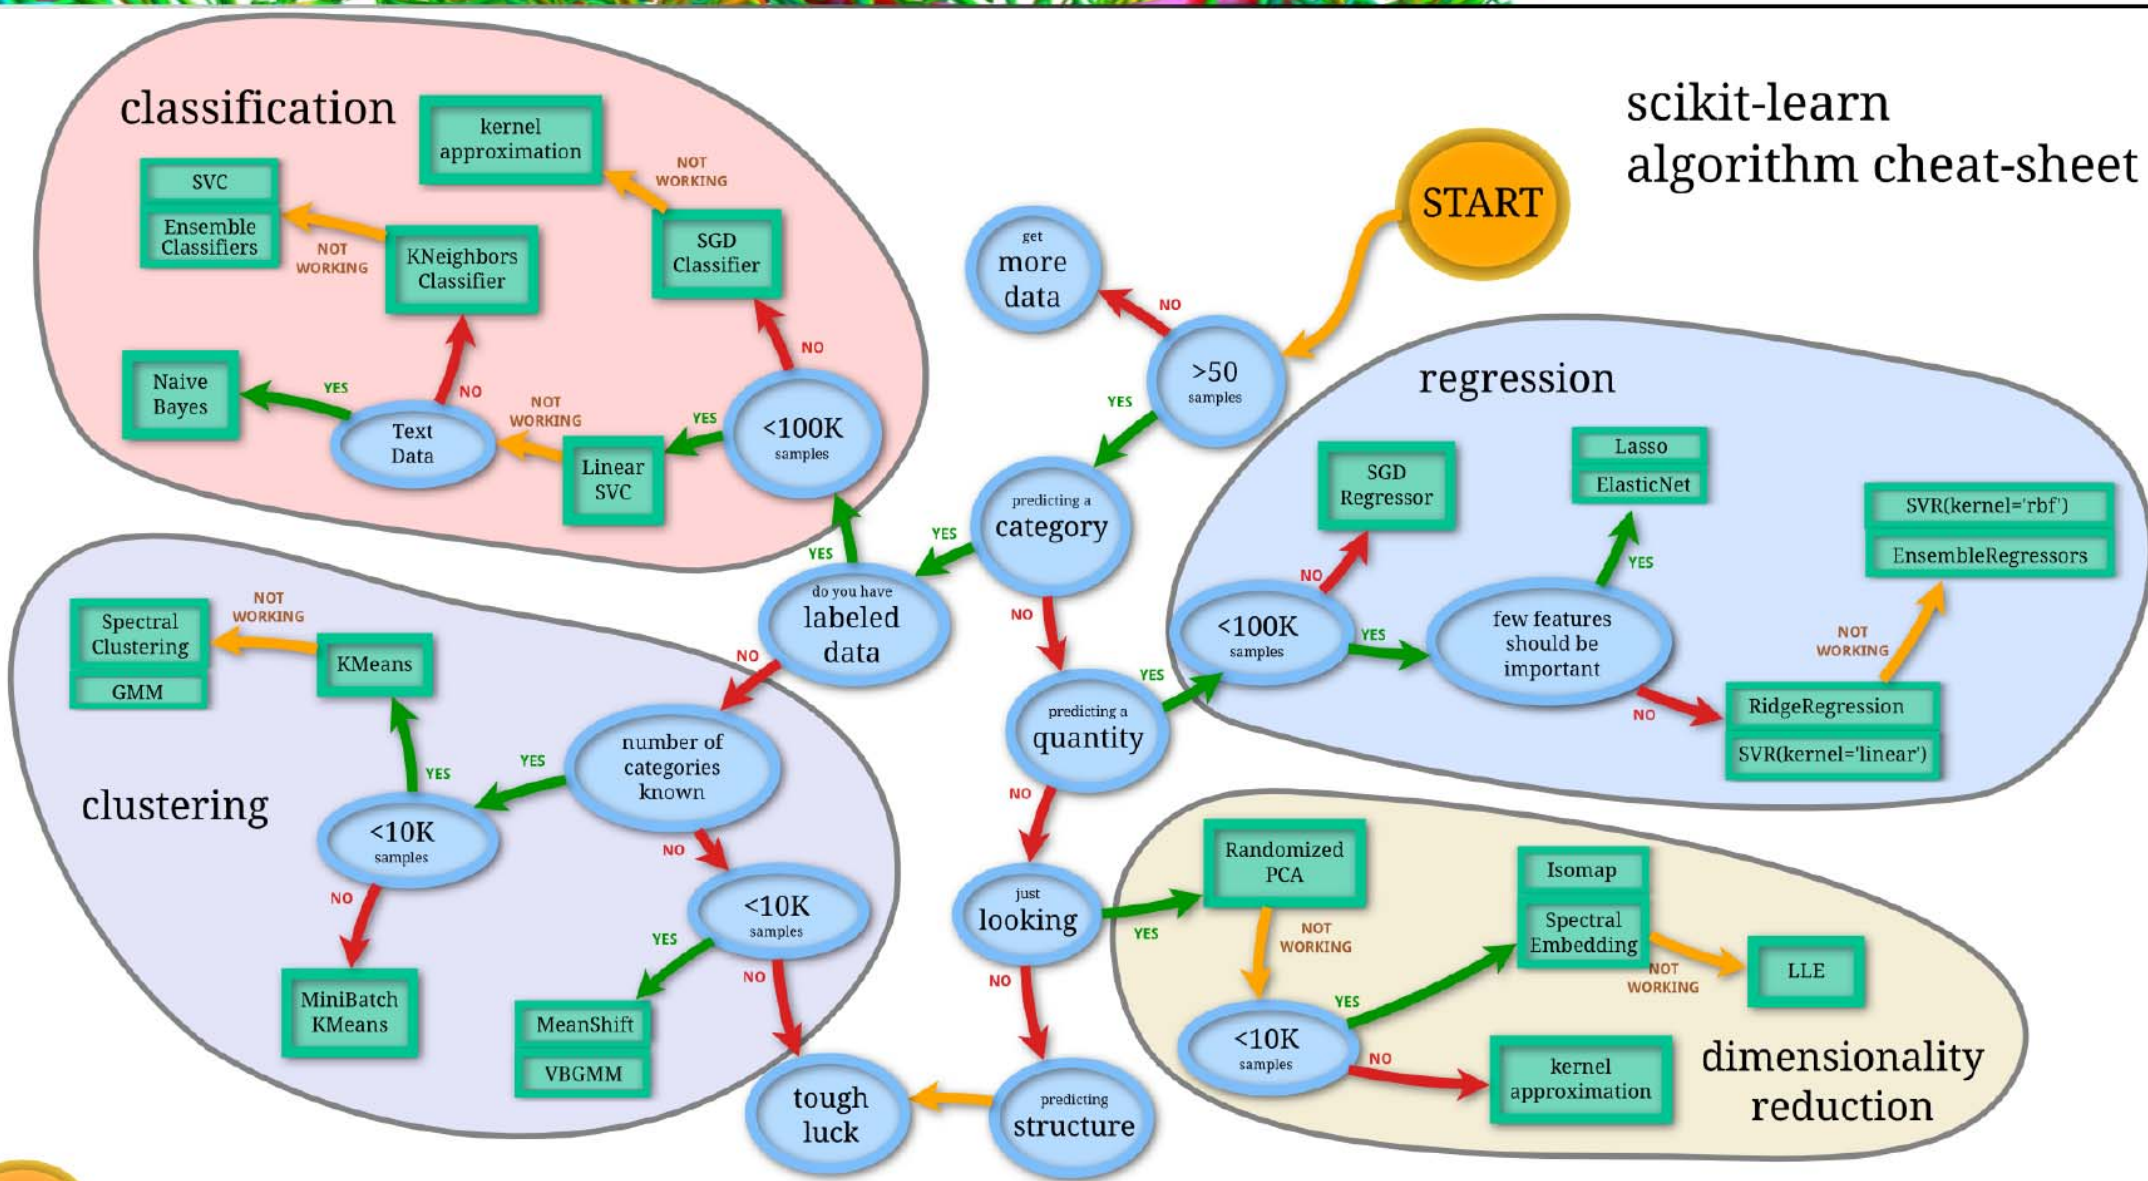 scikit-learn
algorithm cheat-sheet
START
classification
kernel
approximation
NOT
WORKING
SVC
Ensemble
Classifiers
NOT
WORKING
KNeighbors
Classifier
SGD
Classifier
NO
Naive
Bayes
YES
NO
Text
Data
NOT
WORKING
Linear
SVC
YES
<100K
samples
YES
get
more
data
NO
>50
samples
YES
predicting a
category
YES
NO
do you have
labeled
data
NO
predicting a
quantity
YES
NO
just
looking
YES
NO
predicting
structure
tough
luck
regression
SGD
Regressor
NO
Lasso
ElasticNet
YES
SVR(kernel='rbf')
EnsembleRegressors
<100K
samples
YES
few features
should be
important
NOT
WORKING
NO
RidgeRegression
SVR(kernel='linear')
clustering
Spectral
Clustering
GMM
NOT
WORKING
KMeans
YES
number of
categories
known
YES
NO
<10K
samples
NO
MiniBatch
KMeans
<10K
samples
YES
NO
MeanShift
VBGMM
Randomized
PCA
NOT
WORKING
Isomap
Spectral
Embedding
NOT
WORKING
LLE
YES
<10K
samples
NO
kernel
approximation
dimensionality
reduction